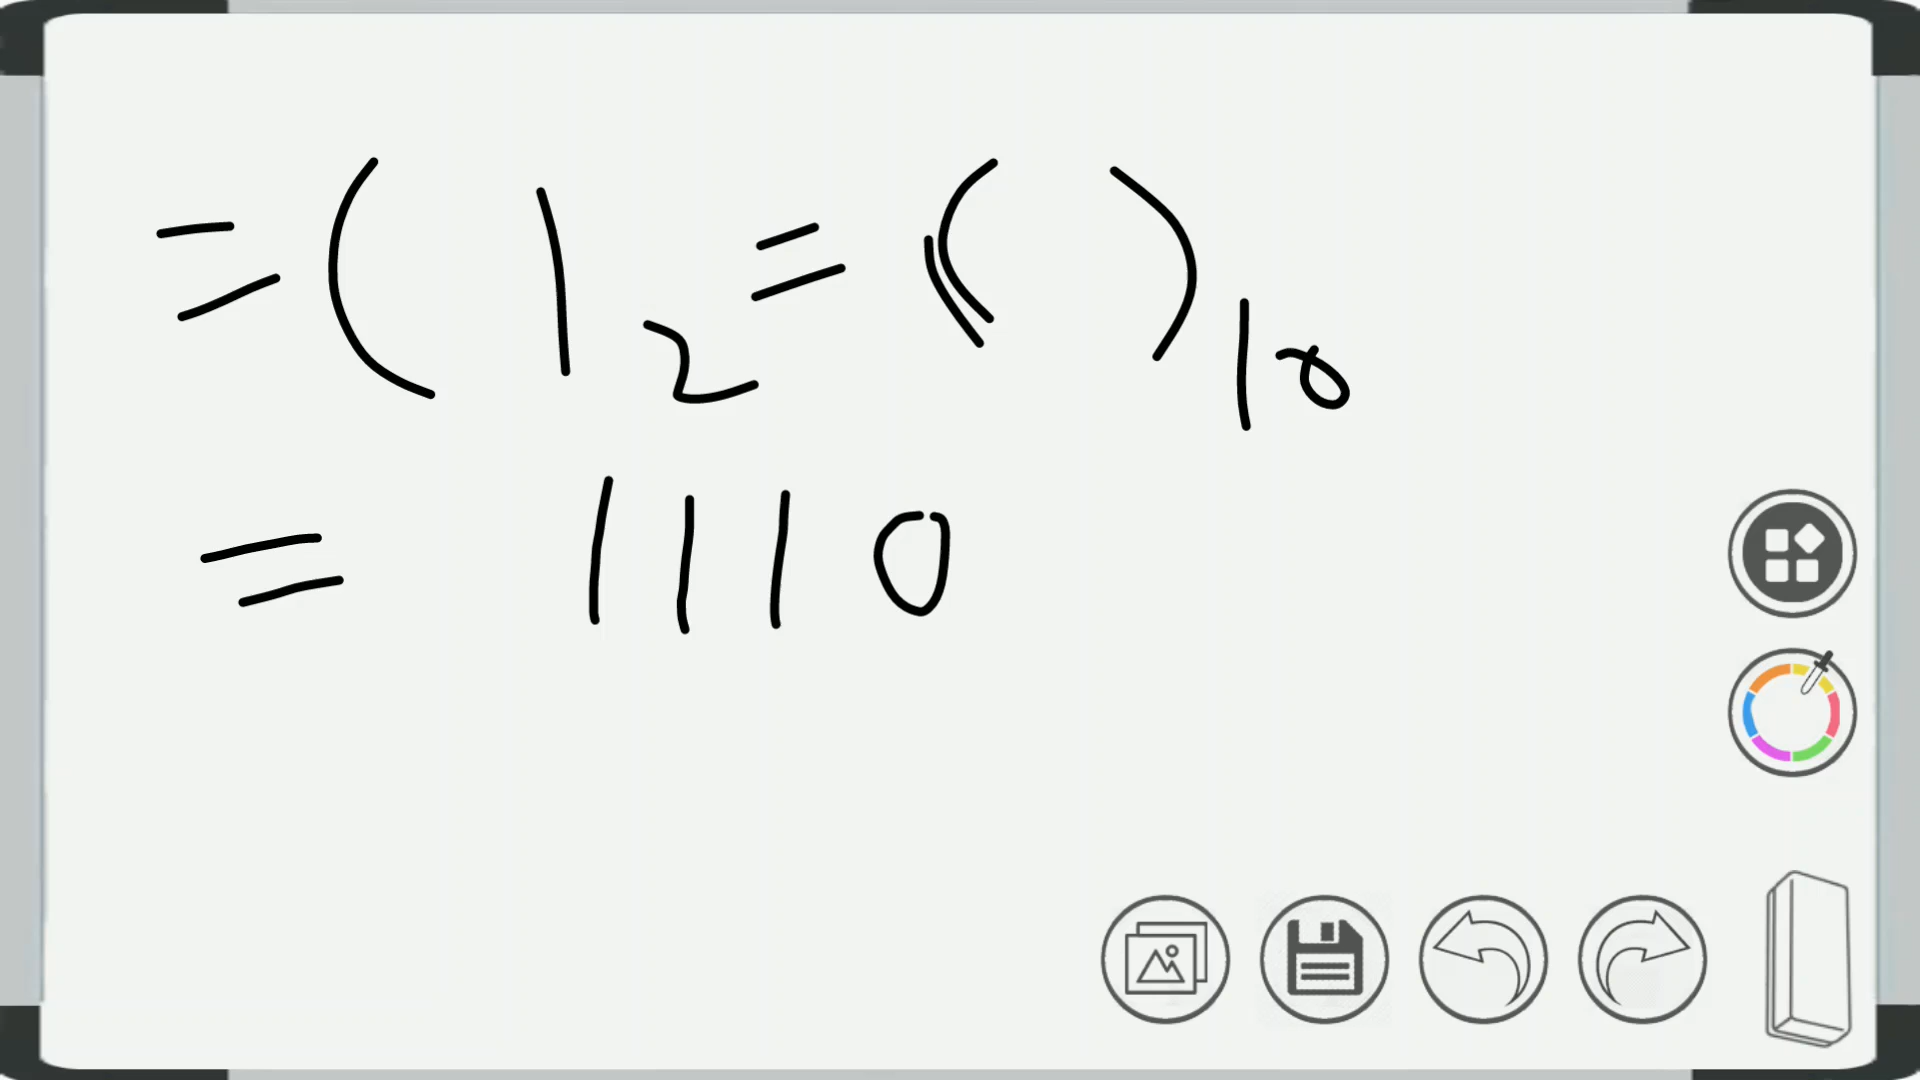 = ( )2 = ( )10
= 1110